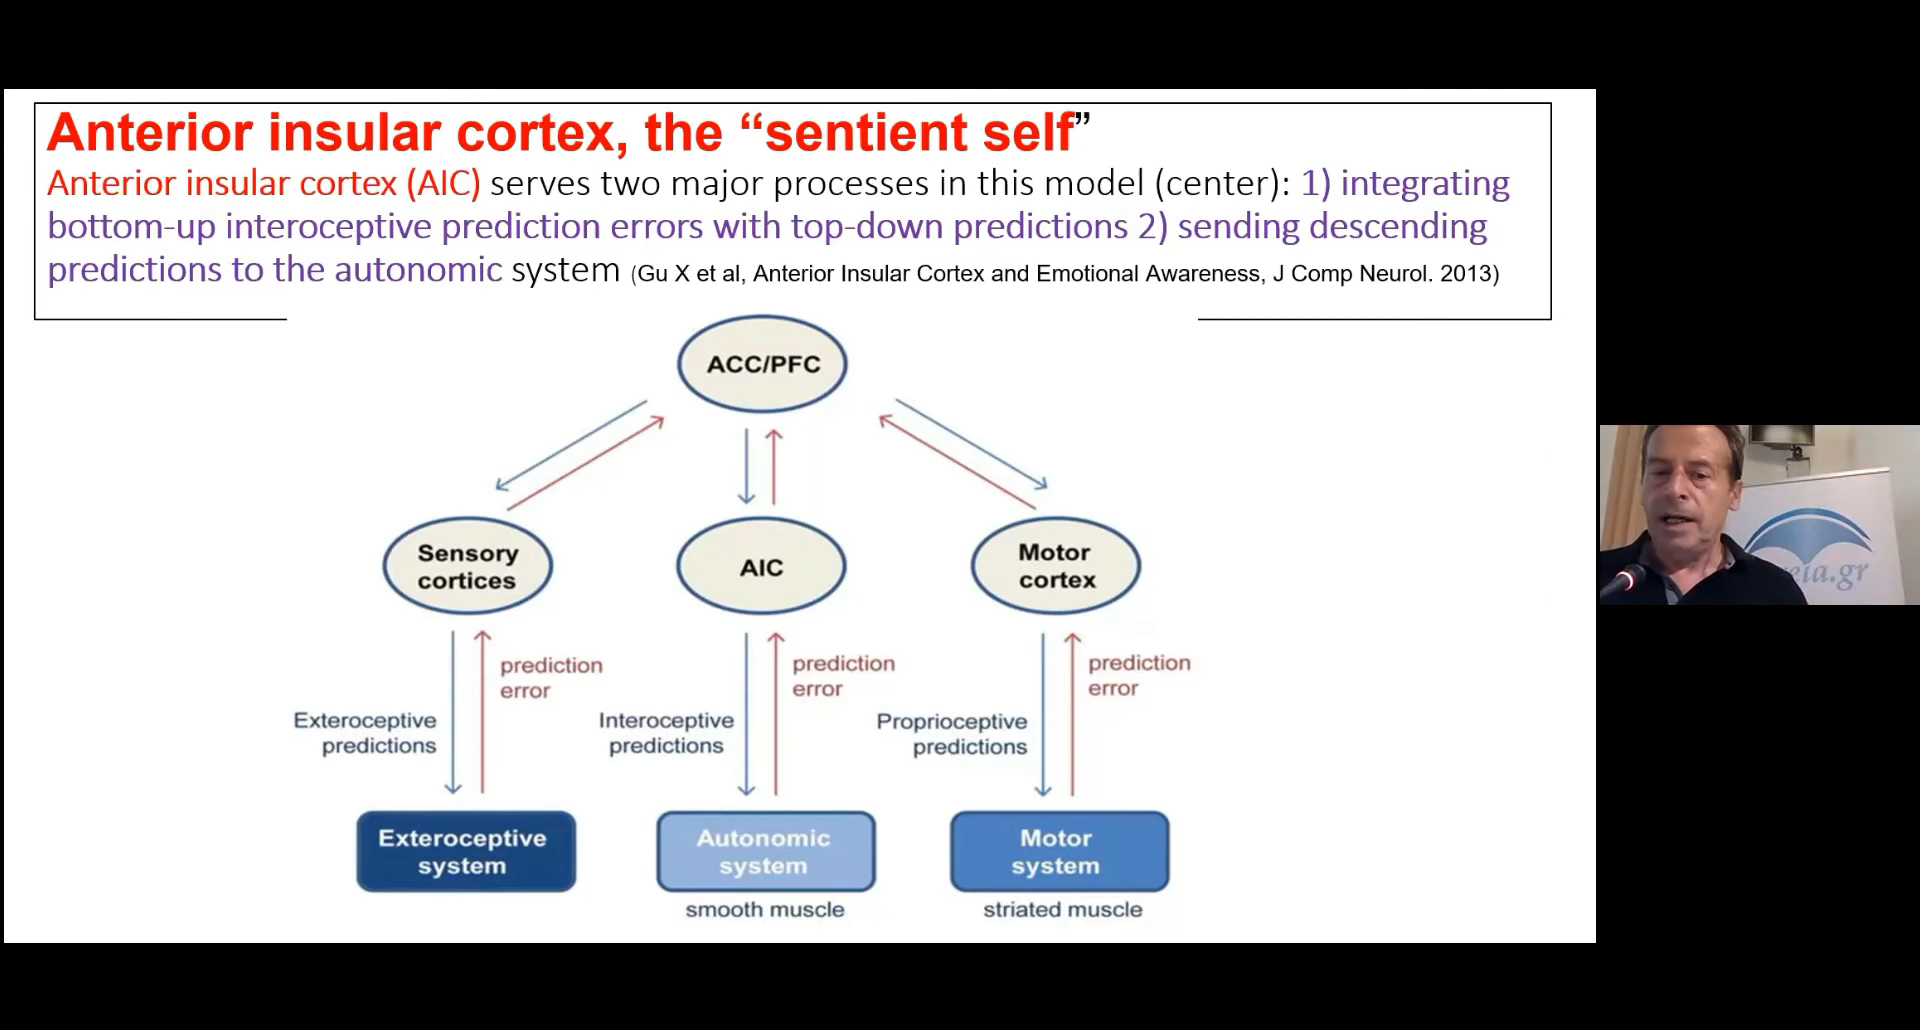 Anterior insular cortex, the “sentient self”
Anterior insular cortex (AIC) serves two major processes in this model (center): 1) integrating
bottom-up interoceptive prediction errors with top-down predictions 2) sending descending
predictions to the autonomic system (Gu X et al, Anterior Insular Cortex and Emotional Awareness, J Comp Neurol. 2013)
ACC/PFC
Sensory
cortices
AIC
Motor
cortex
prediction
error
prediction
error
prediction
error
Exteroceptive
predictions
Interoceptive
predictions
Proprioceptive
predictions
Exteroceptive
system
Autonomic
system
Motor
system
smooth muscle
striated muscle